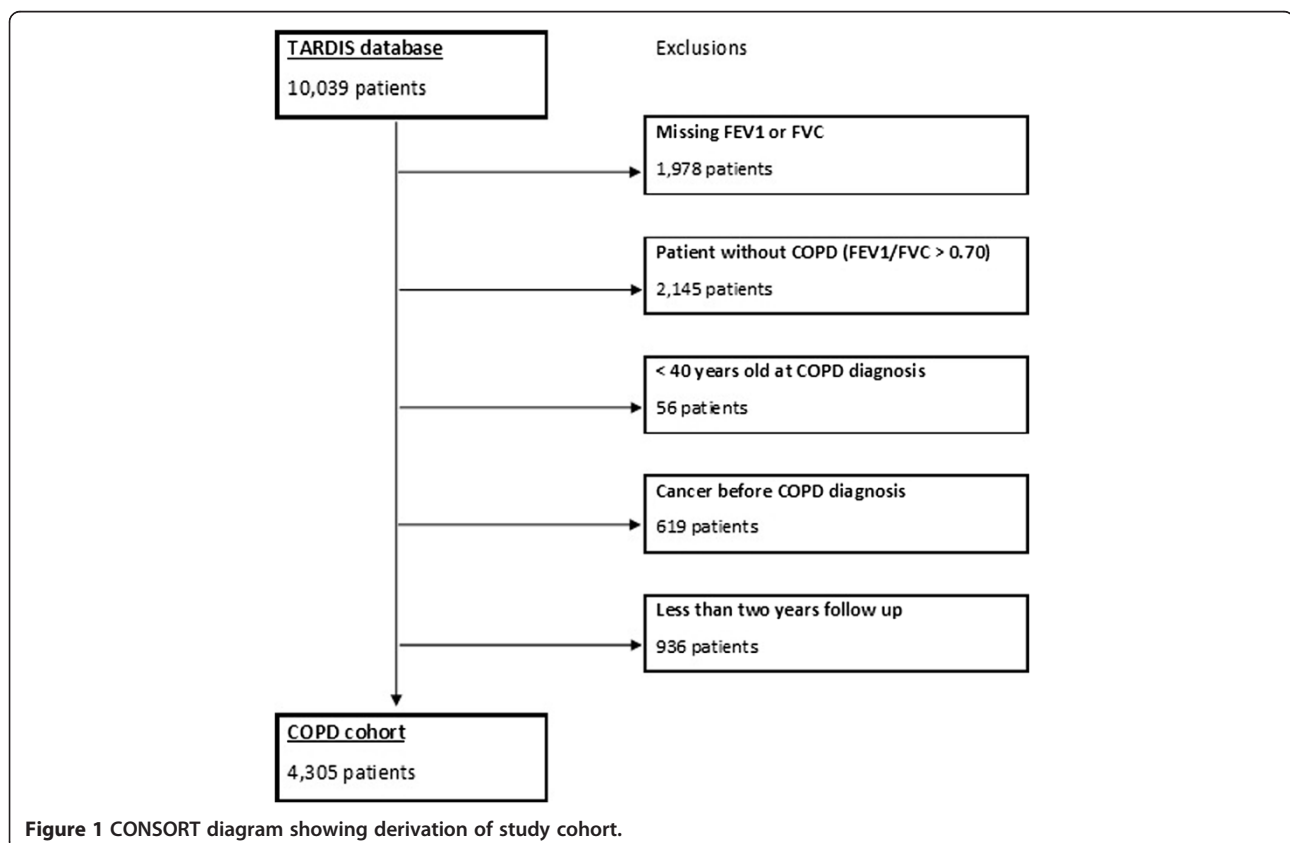 TARDIS database
10,039 patients
Exclusions
Missing FEV1 or FVC
1,978 patients
Patient without COPD (FEV1/FVC > 0.70)
2,145 patients
< 40 years old at COPD diagnosis
56 patients
Cancer before COPD diagnosis
619 patients
Less than two years follow up
936 patients
COPD cohort
4,305 patients
Figure 1 CONSORT diagram showing derivation of study cohort.